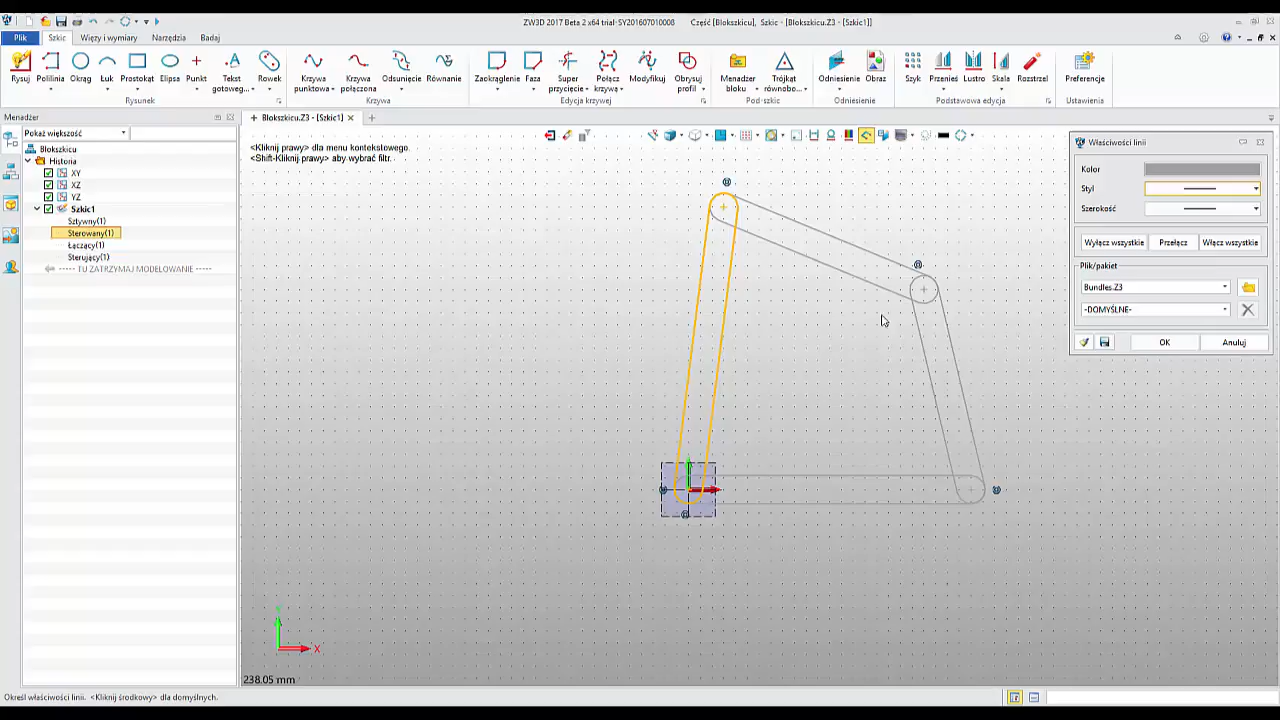 ZW3D 2017 Beta 2 x64 trial-SY201607010008 Część [Blokszkicu], Szkic - [Blokszkicu.Z3 - [Szkic1]]
Plik Szkic Więzy i wymiary Narzędzia Badaj
Rysuj Polilinia Okrąg Łuk Prostokąt Elipsa Punkt Tekst gotoweg... Rowek Krzywa punktowa Krzywa połączona Odsunięcie Równanie Zaokrąglenie Faza Super przycięcie Połącz krzywą Modyfikuj Obrysuj profil Menadżer bloku Trójkąt równobo... Odniesienie Obraz Szyk Przenieś Lustro Skala Rozstrzel Preferencje
Rysunek Krzywa Edycja krzywej Pod-szkic Odniesienie Podstawowa edycja Ustawienia
Menadżer
Blokszkicu.Z3 - [Szkic1]
Pokaż większość
Blokszkicu
Historia
XY
XZ
YZ
Szkic1
Sztywny(1)
Sterowany(1)
Łączący(1)
Sterujący(1)
----- TU ZATRZYMAJ MODELOWANIE -----
<Kliknij prawy> dla menu kontekstowego.
<Shift-Kliknij prawy> aby wybrać filtr.
Właściwości linii
Kolor
Styl
Szerokość
Wyłącz wszystkie Przełącz Włącz wszystkie
Plik/pakiet
Bundles.Z3
-DOMYŚLNE-
OK Anuluj
Y
X
238.05 mm
Określ właściwości linii. <Kliknij środkowy> dla domyślnych.